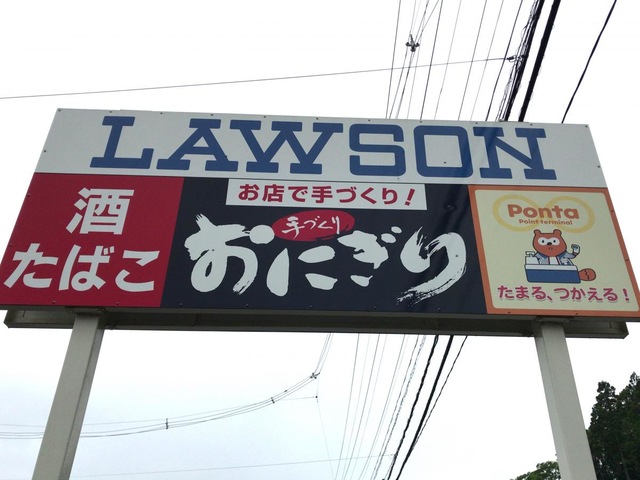 LAWSON
酒
たばこ
お店で手づくり！
手づくり
おにぎり
Ponta
Point terminal
たまる、つかえる！